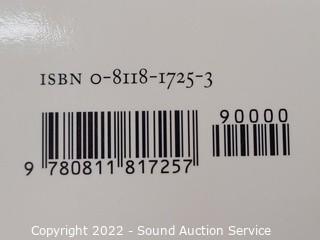 ISBN 0-8118-1725-3
90000
9 780811 817257
Copyright 2022 - Sound Auction Service